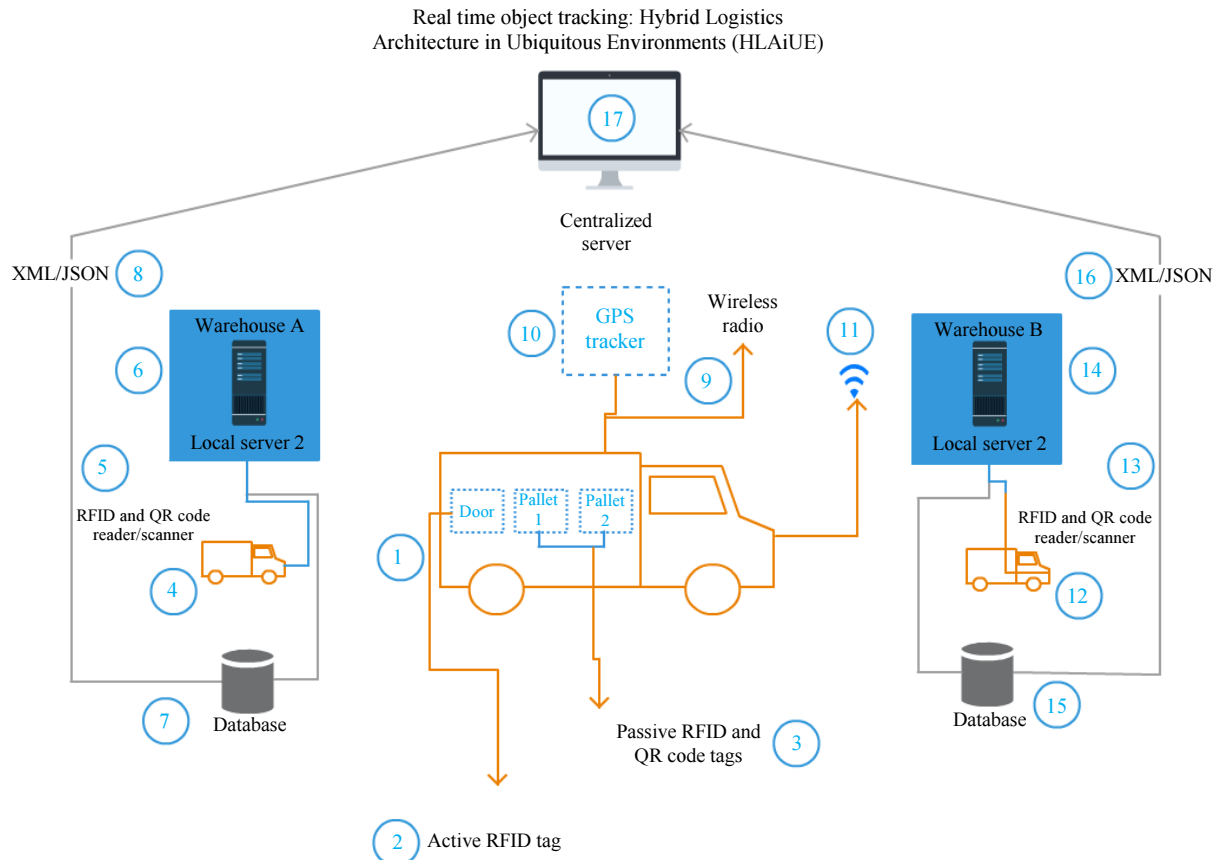 Real time object tracking: Hybrid Logistics
Architecture in Ubiquitous Environments (HLAiUE)
17
Centralized
server
XML/JSON
8
16
XML/JSON
Warehouse A
6
Local server 2
5
RFID and QR code
reader/scanner
4
7
Database
10
GPS
tracker
Wireless
radio
9
11
Door
Pallet
1
Pallet
2
1
Passive RFID and
QR code tags
3
2
Active RFID tag
Warehouse B
14
Local server 2
13
RFID and QR code
reader/scanner
12
15
Database